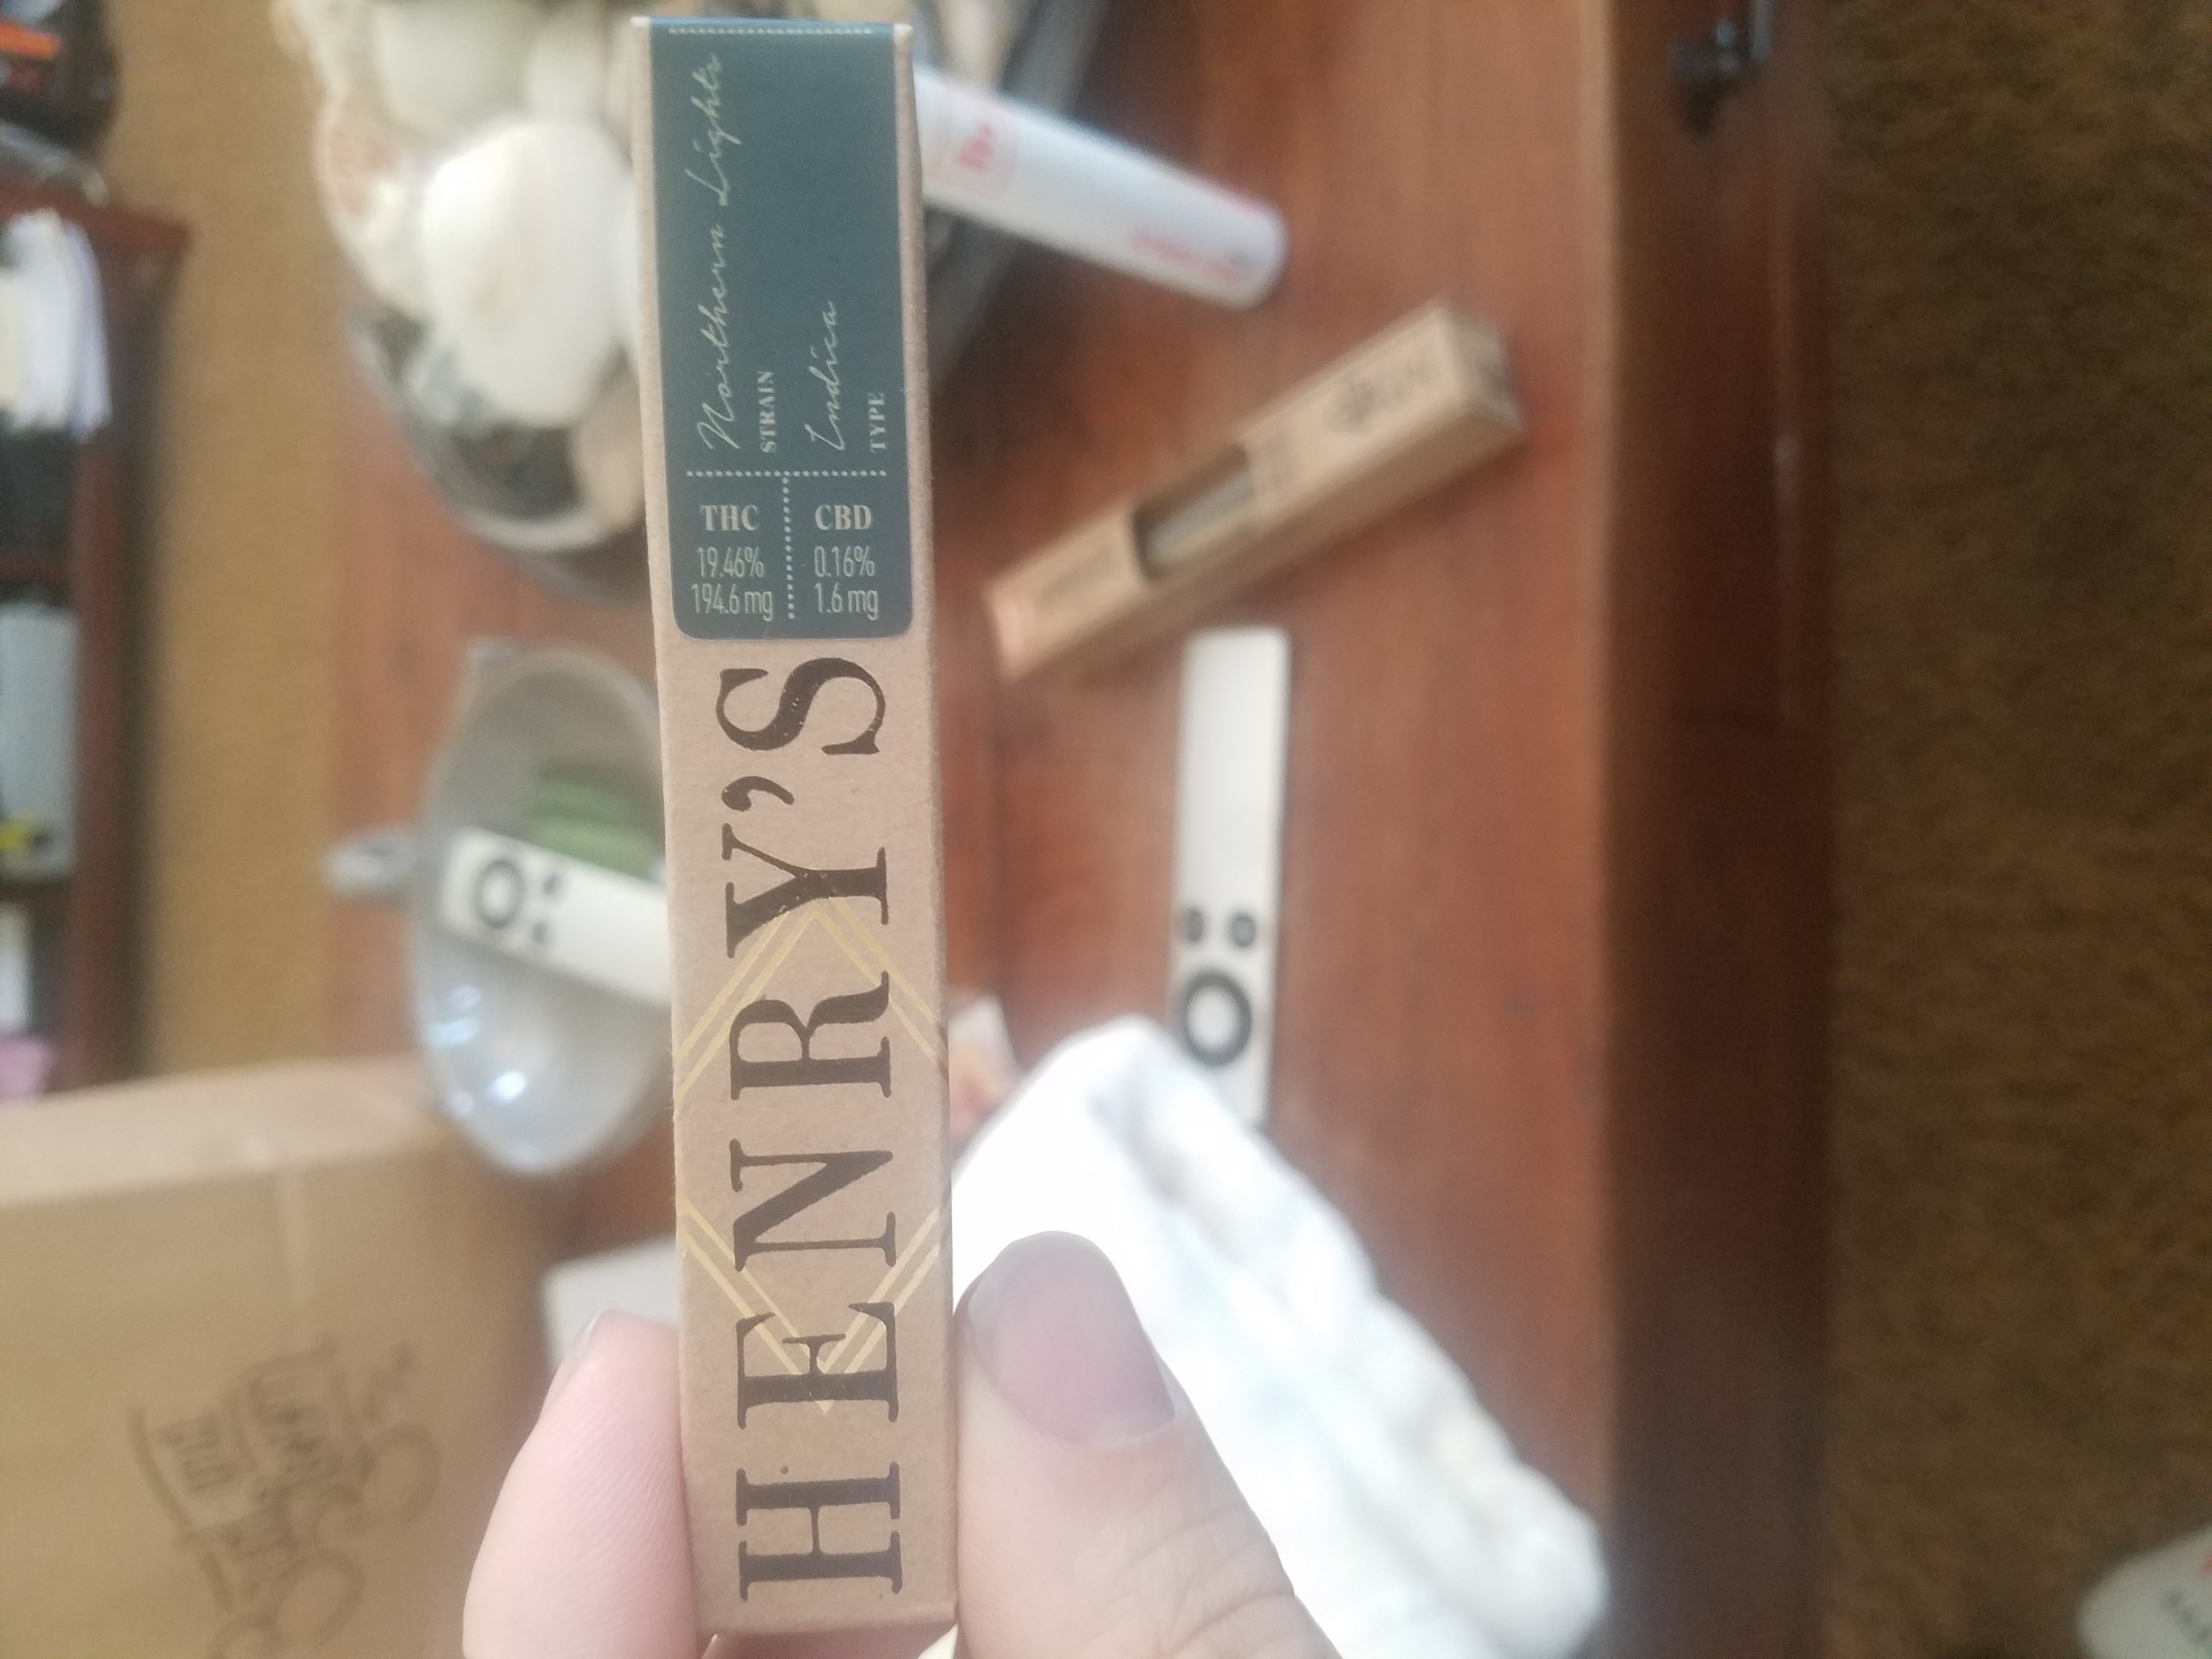 HENRY'S
THC
19.46%
194.6 mg
CBD
0.16%
1.6 mg
Northern Lights
STRAIN
Indica
TYPE